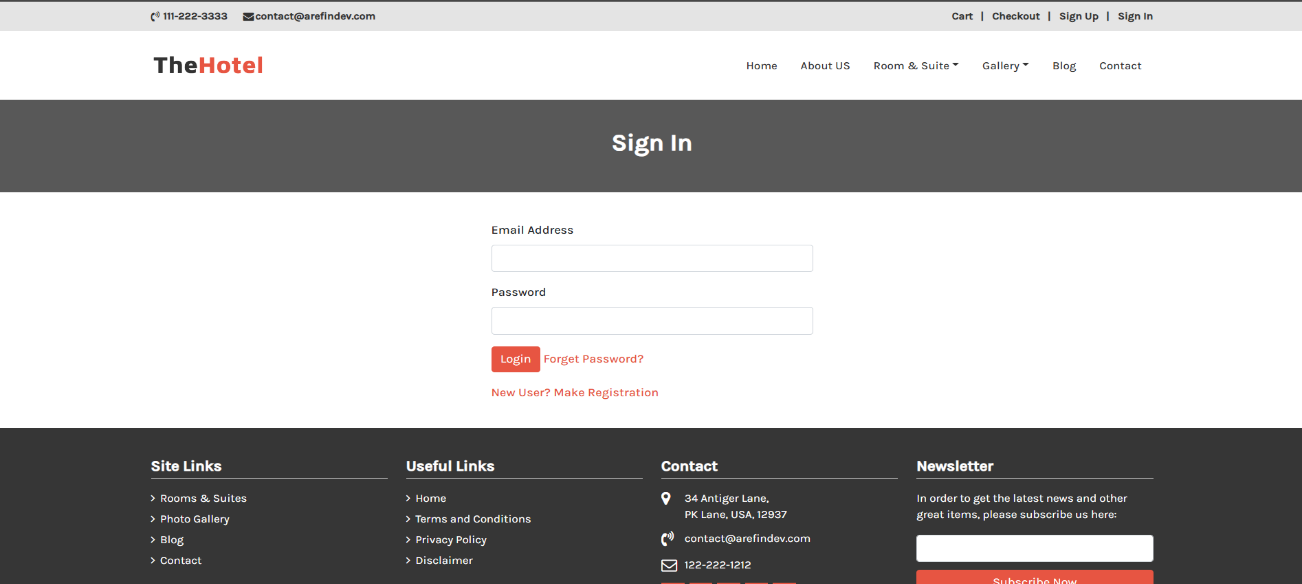 111-222-3333 contact@arefindev.com Cart | Checkout | Sign Up | Sign In
TheHotel Home About US Room & Suite Gallery Blog Contact
Sign In
Email Address
Password
Login Forget Password?
New User? Make Registration
Site Links
> Rooms & Suites
> Photo Gallery
> Blog
> Contact
Useful Links
> Home
> Terms and Conditions
> Privacy Policy
> Disclaimer
Contact
34 Antiger Lane,
PK Lane, USA, 12937
contact@arefindev.com
122-222-1212
Newsletter
In order to get the latest news and other
great items, please subscribe us here:
Subscribe Now